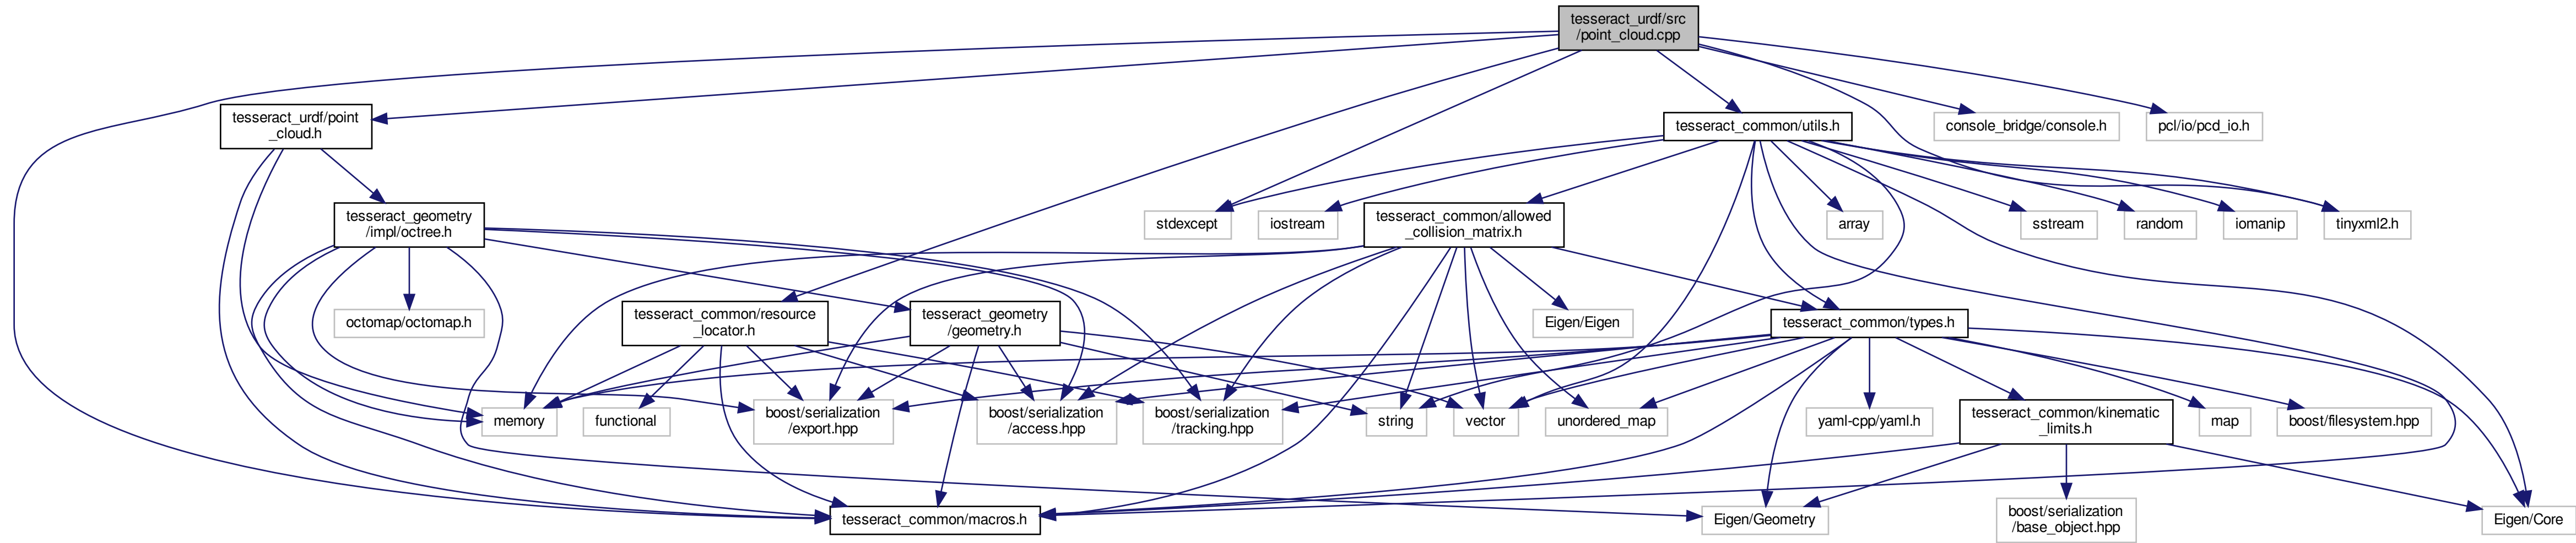 tesseract_urdf/src
/point_cloud.cpp
tesseract_urdf/point
_cloud.h
tesseract_common/utils.h
console_bridge/console.h
pcl/io/pcd_io.h
tesseract_geometry
/impl/octree.h
stdexcept
iostream
tesseract_common/allowed
_collision_matrix.h
array
sstream
random
iomanip
tinyxml2.h
octomap/octomap.h
tesseract_common/resource
_locator.h
tesseract_geometry
/geometry.h
Eigen/Eigen
tesseract_common/types.h
memory
functional
boost/serialization
/export.hpp
boost/serialization
/access.hpp
boost/serialization
/tracking.hpp
string
vector
unordered_map
yaml-cpp/yaml.h
tesseract_common/kinematic
_limits.h
map
boost/filesystem.hpp
tesseract_common/macros.h
Eigen/Geometry
boost/serialization
/base_object.hpp
Eigen/Core